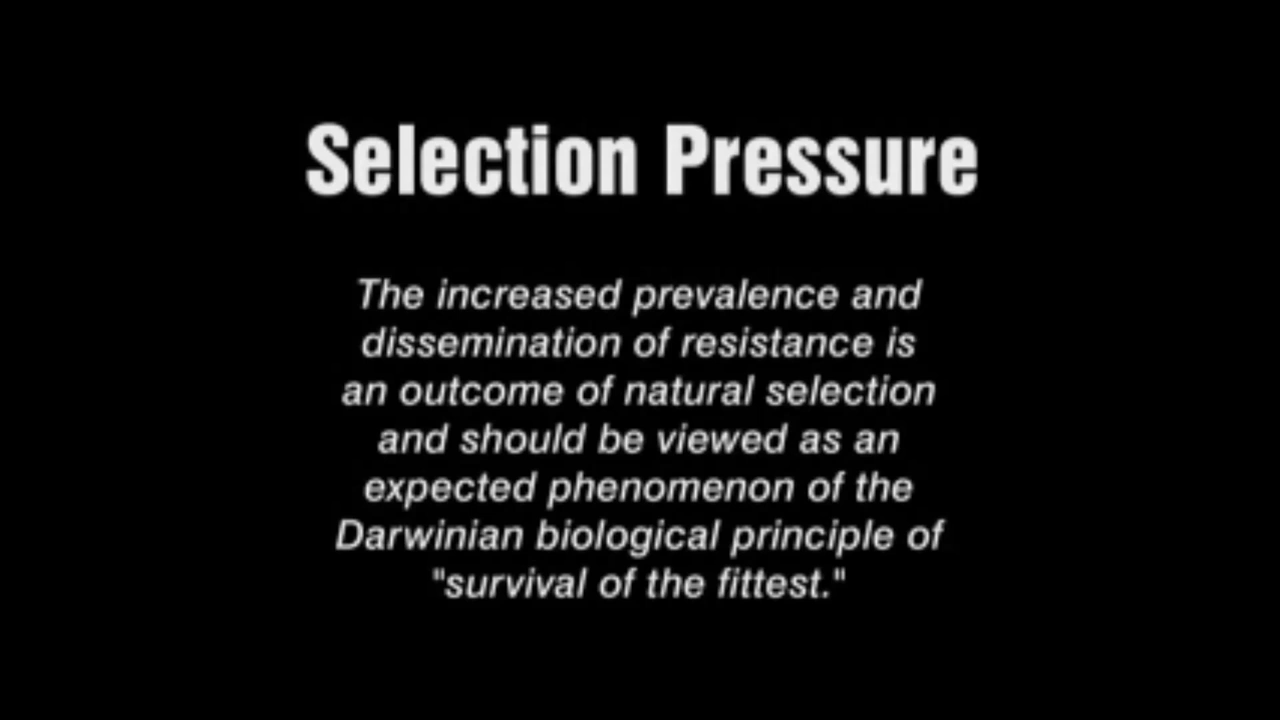 Selection Pressure
The increased prevalence and
dissemination of resistance is
an outcome of natural selection
and should be viewed as an
expected phenomenon of the
Darwinian biological principle of
"survival of the fittest."